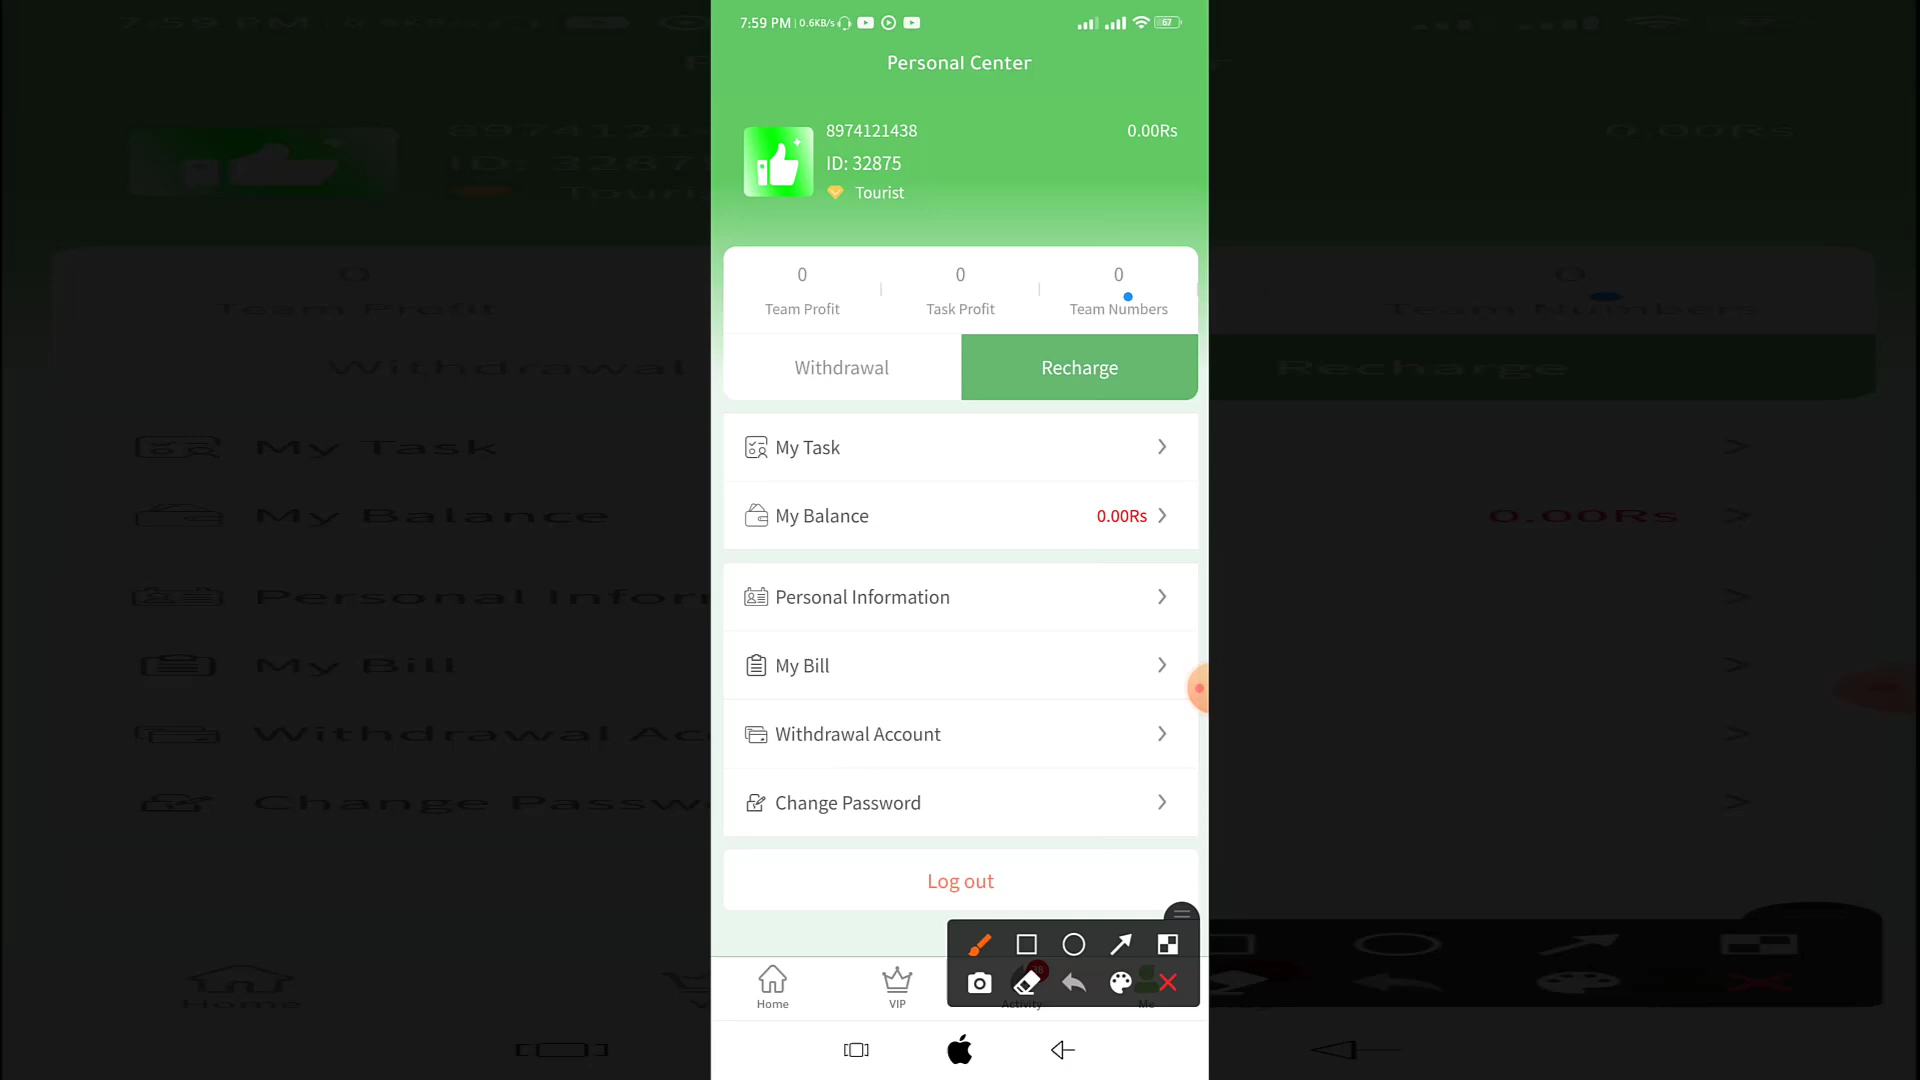 7:59 PM 0.6KB/s 67
Personal Center
8974121438 0.00Rs
ID: 32875
Tourist
0 0 0
Team Profit Task Profit Team Numbers
Withdrawal Recharge
My Task
My Balance 0.00Rs
Personal Information
My Bill
Withdrawal Account
Change Password
Log out
Home VIP Activity Me